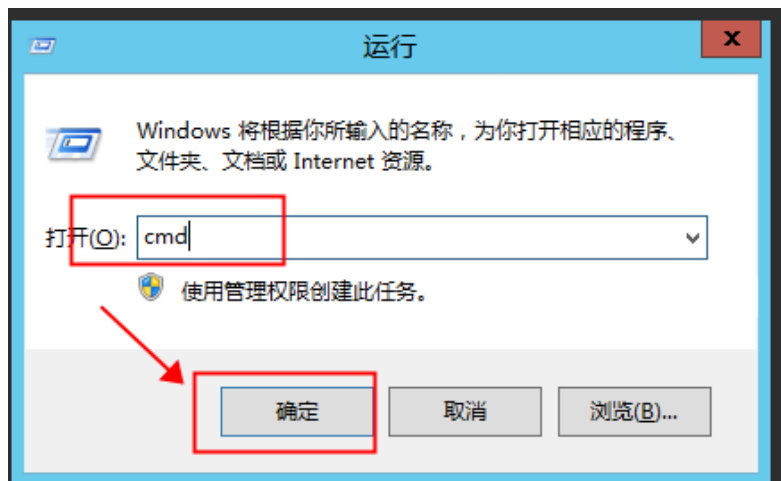 运行
x
Windows 将根据你所输入的名称，为你打开相应的程序、
文件夹、文档或 Internet 资源。
打开(O): cmd
使用管理权限创建此任务。
确定 取消 浏览(B)...